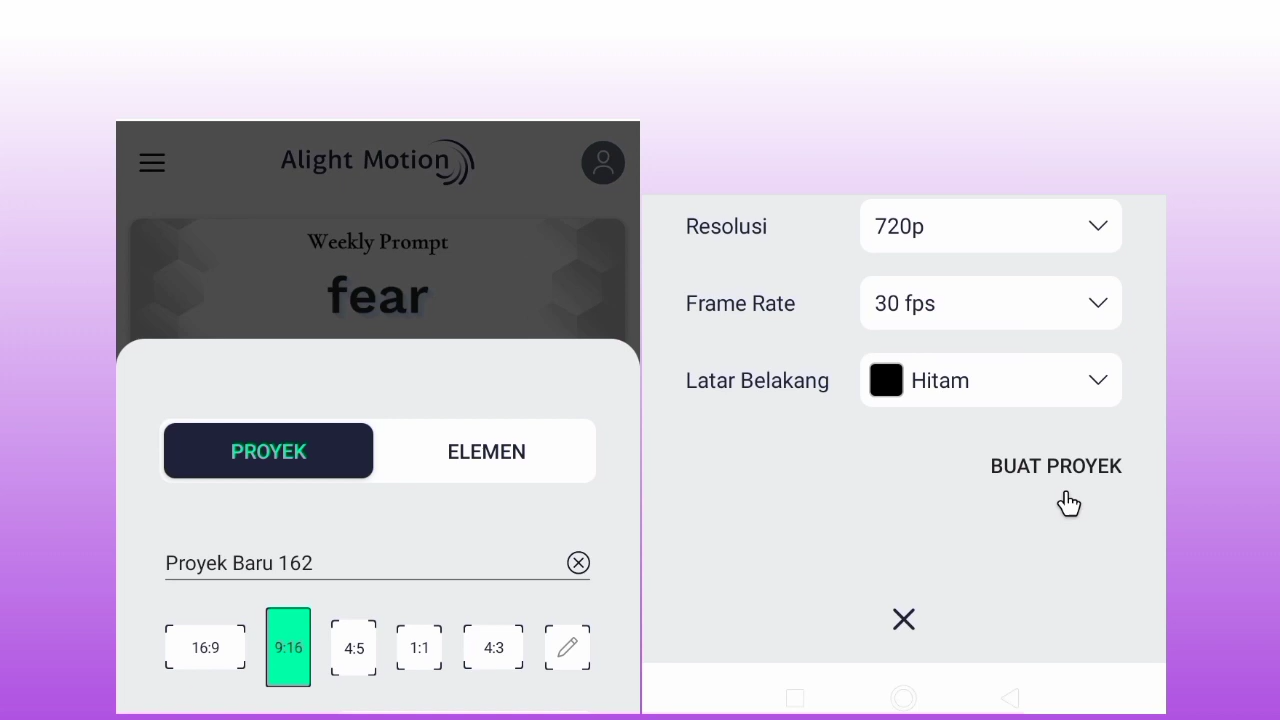 Alight Motion
Weekly Prompt
fear
PROYEK
ELEMEN
Proyek Baru 162
16:9
9:16
4:5
1:1
4:3
Resolusi
720p
Frame Rate
30 fps
Latar Belakang
Hitam
BUAT PROYEK